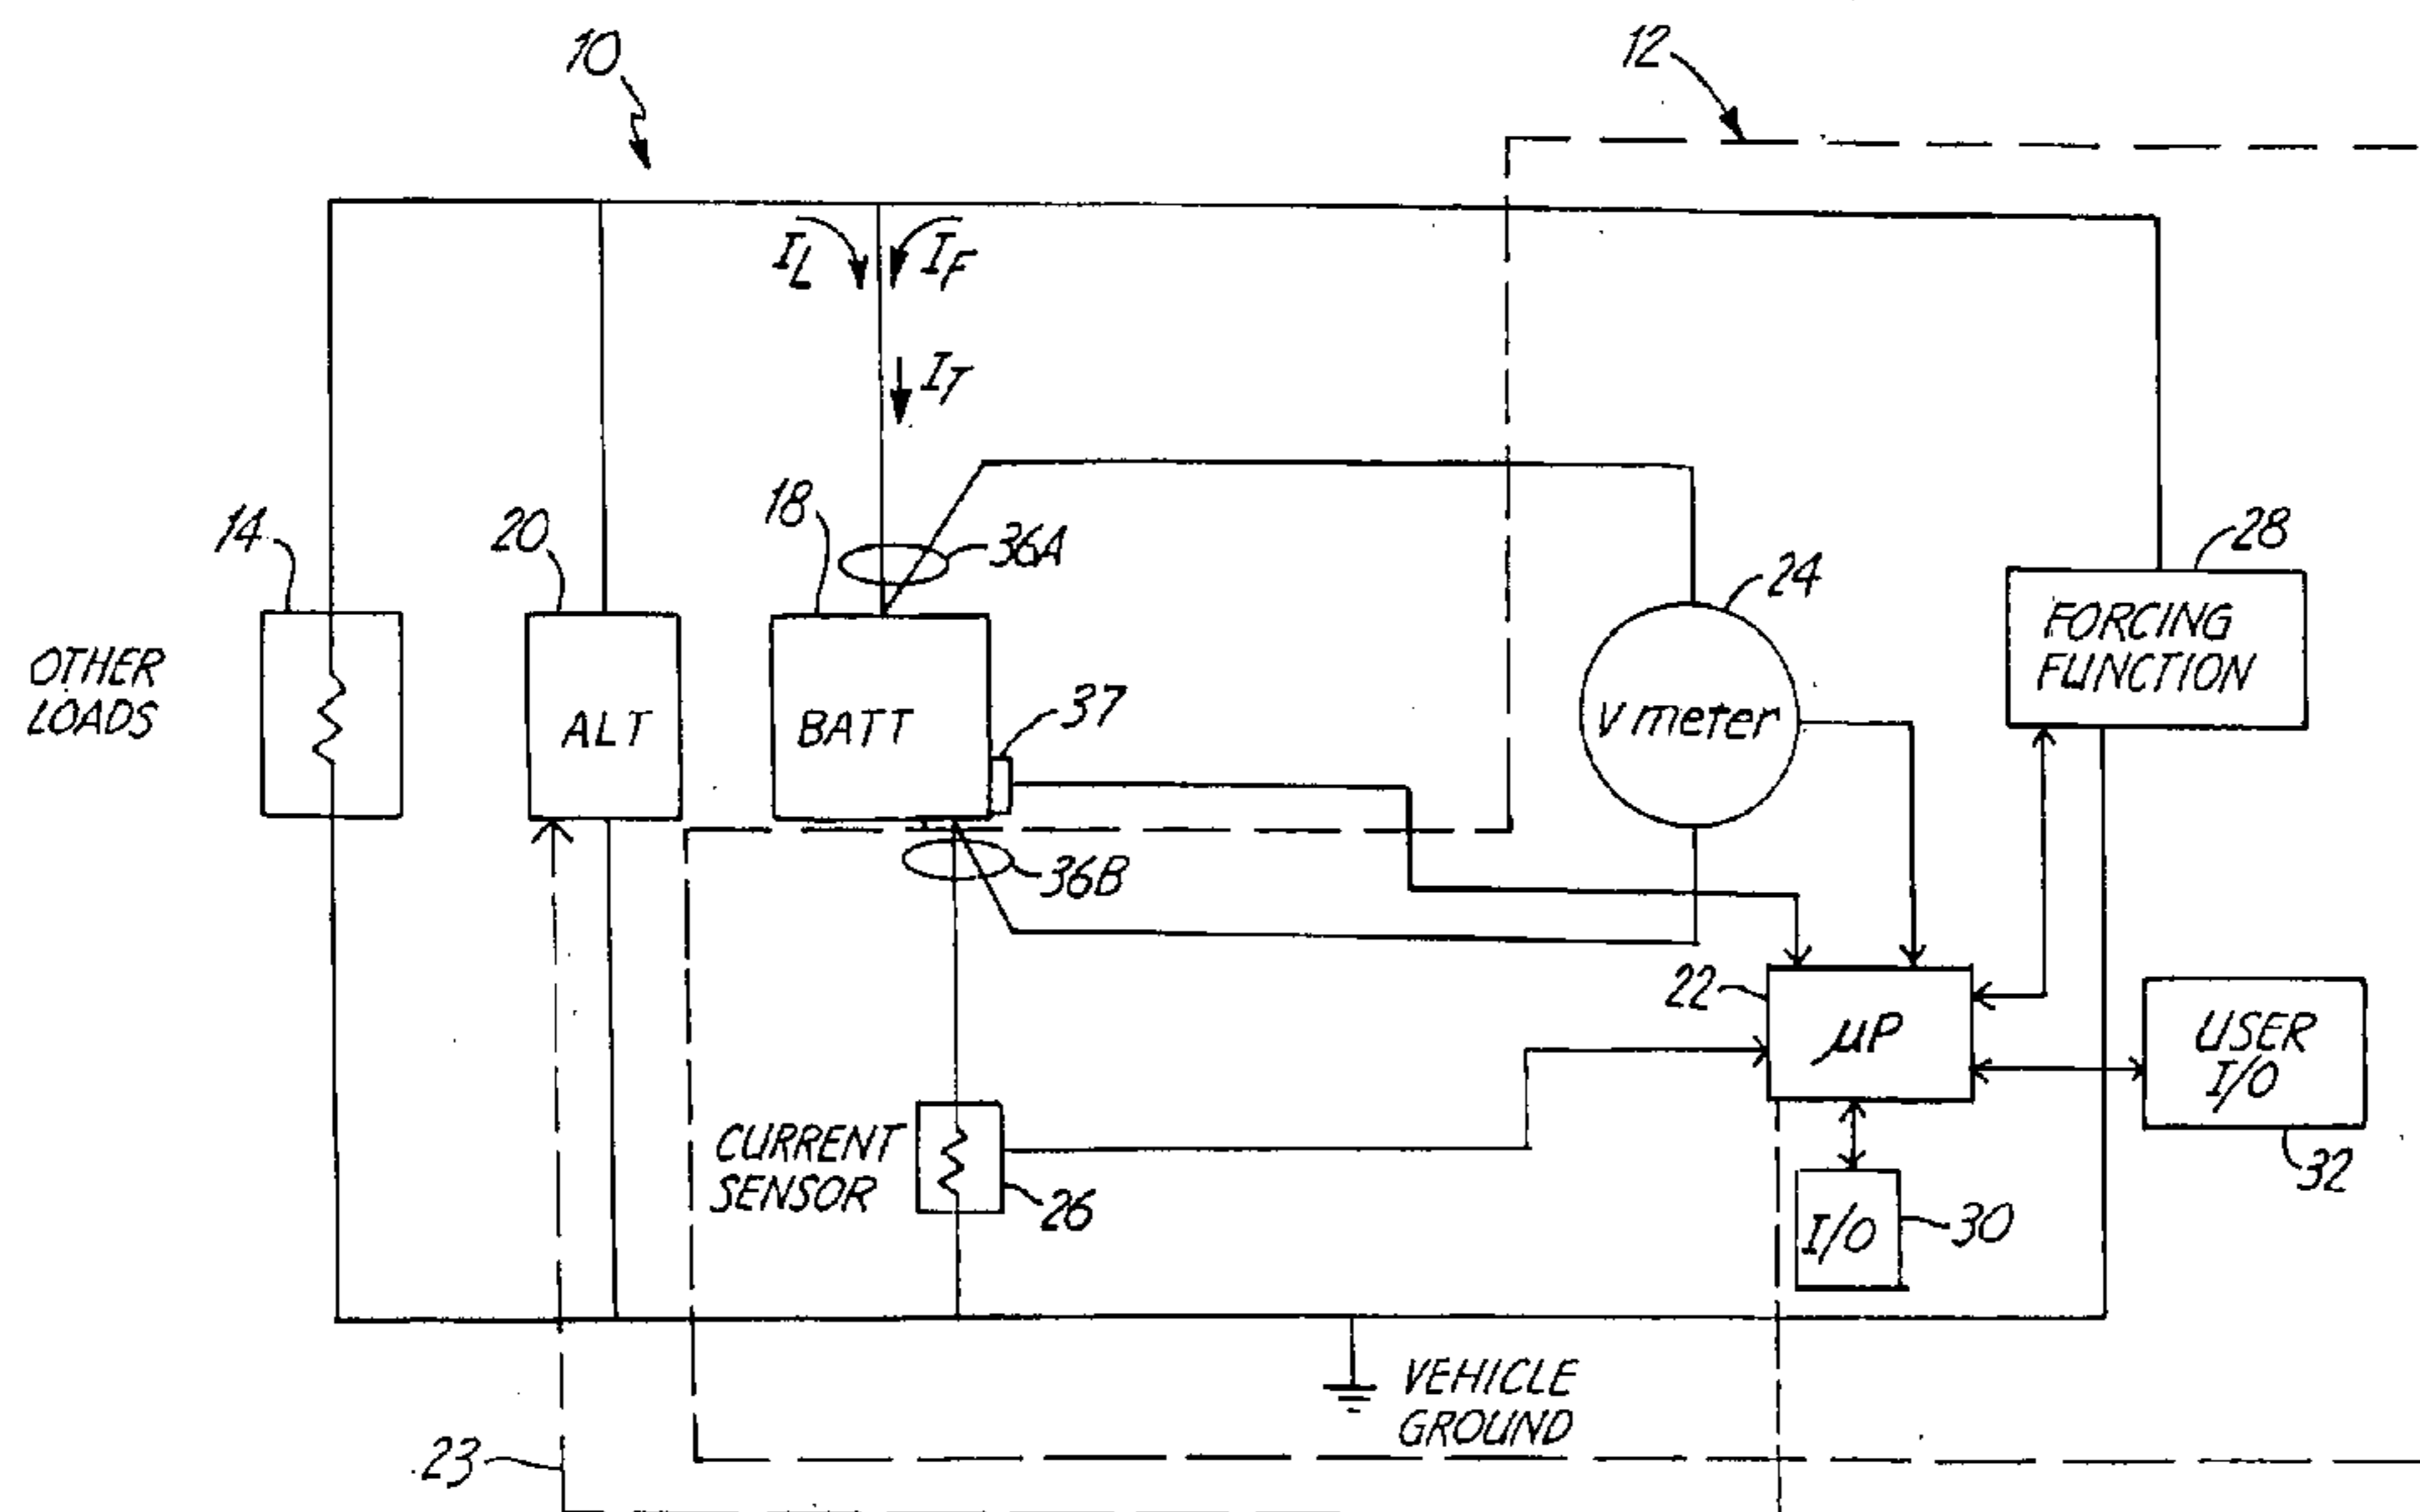 10
12
I_L
I_F
I_T
14
20
18
36A
24
28
OTHER
LOADS
ALT
BATT
37
V meter
FORCING
FUNCTION
36B
22
μP
USER
I/O
32
CURRENT
SENSOR
26
I/O
30
VEHICLE
GROUND
23